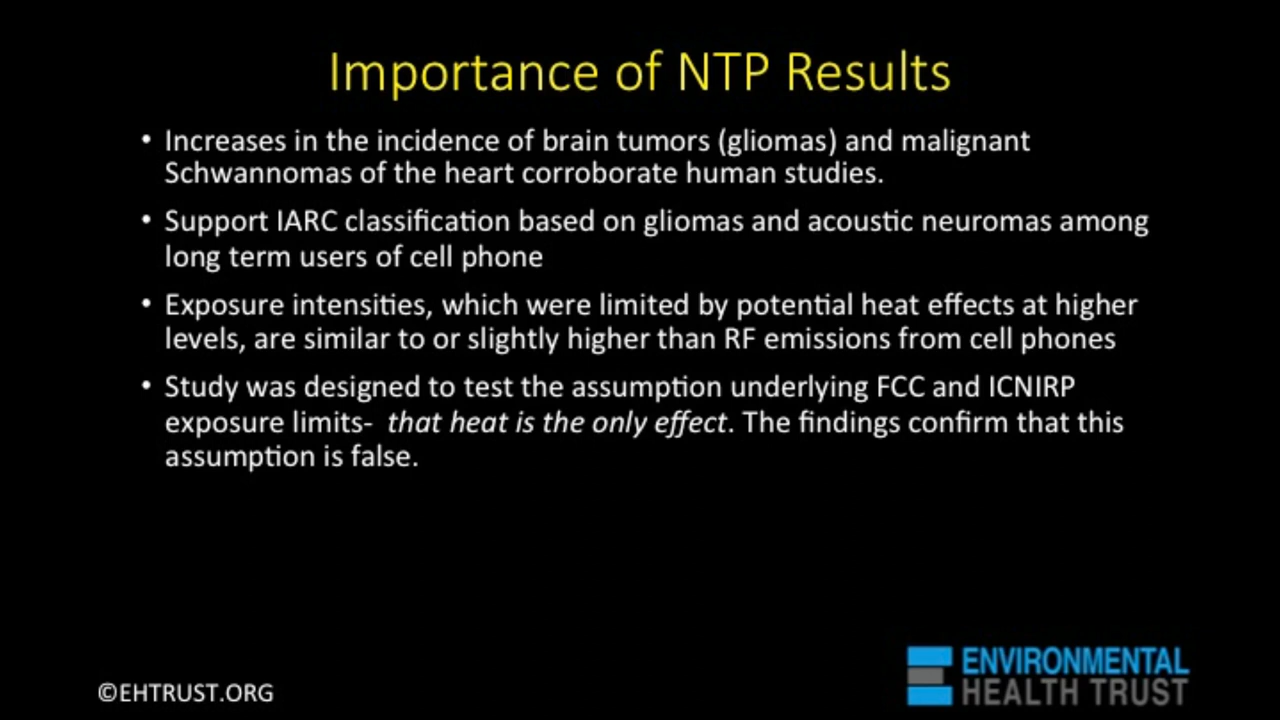 Importance of NTP Results
• Increases in the incidence of brain tumors (gliomas) and malignant
Schwannomas of the heart corroborate human studies.
• Support IARC classification based on gliomas and acoustic neuromas among
long term users of cell phone
• Exposure intensities, which were limited by potential heat effects at higher
levels, are similar to or slightly higher than RF emissions from cell phones
• Study was designed to test the assumption underlying FCC and ICNIRP
exposure limits- that heat is the only effect. The findings confirm that this
assumption is false.
©EHTRUST.ORG
ENVIRONMENTAL
HEALTH TRUST